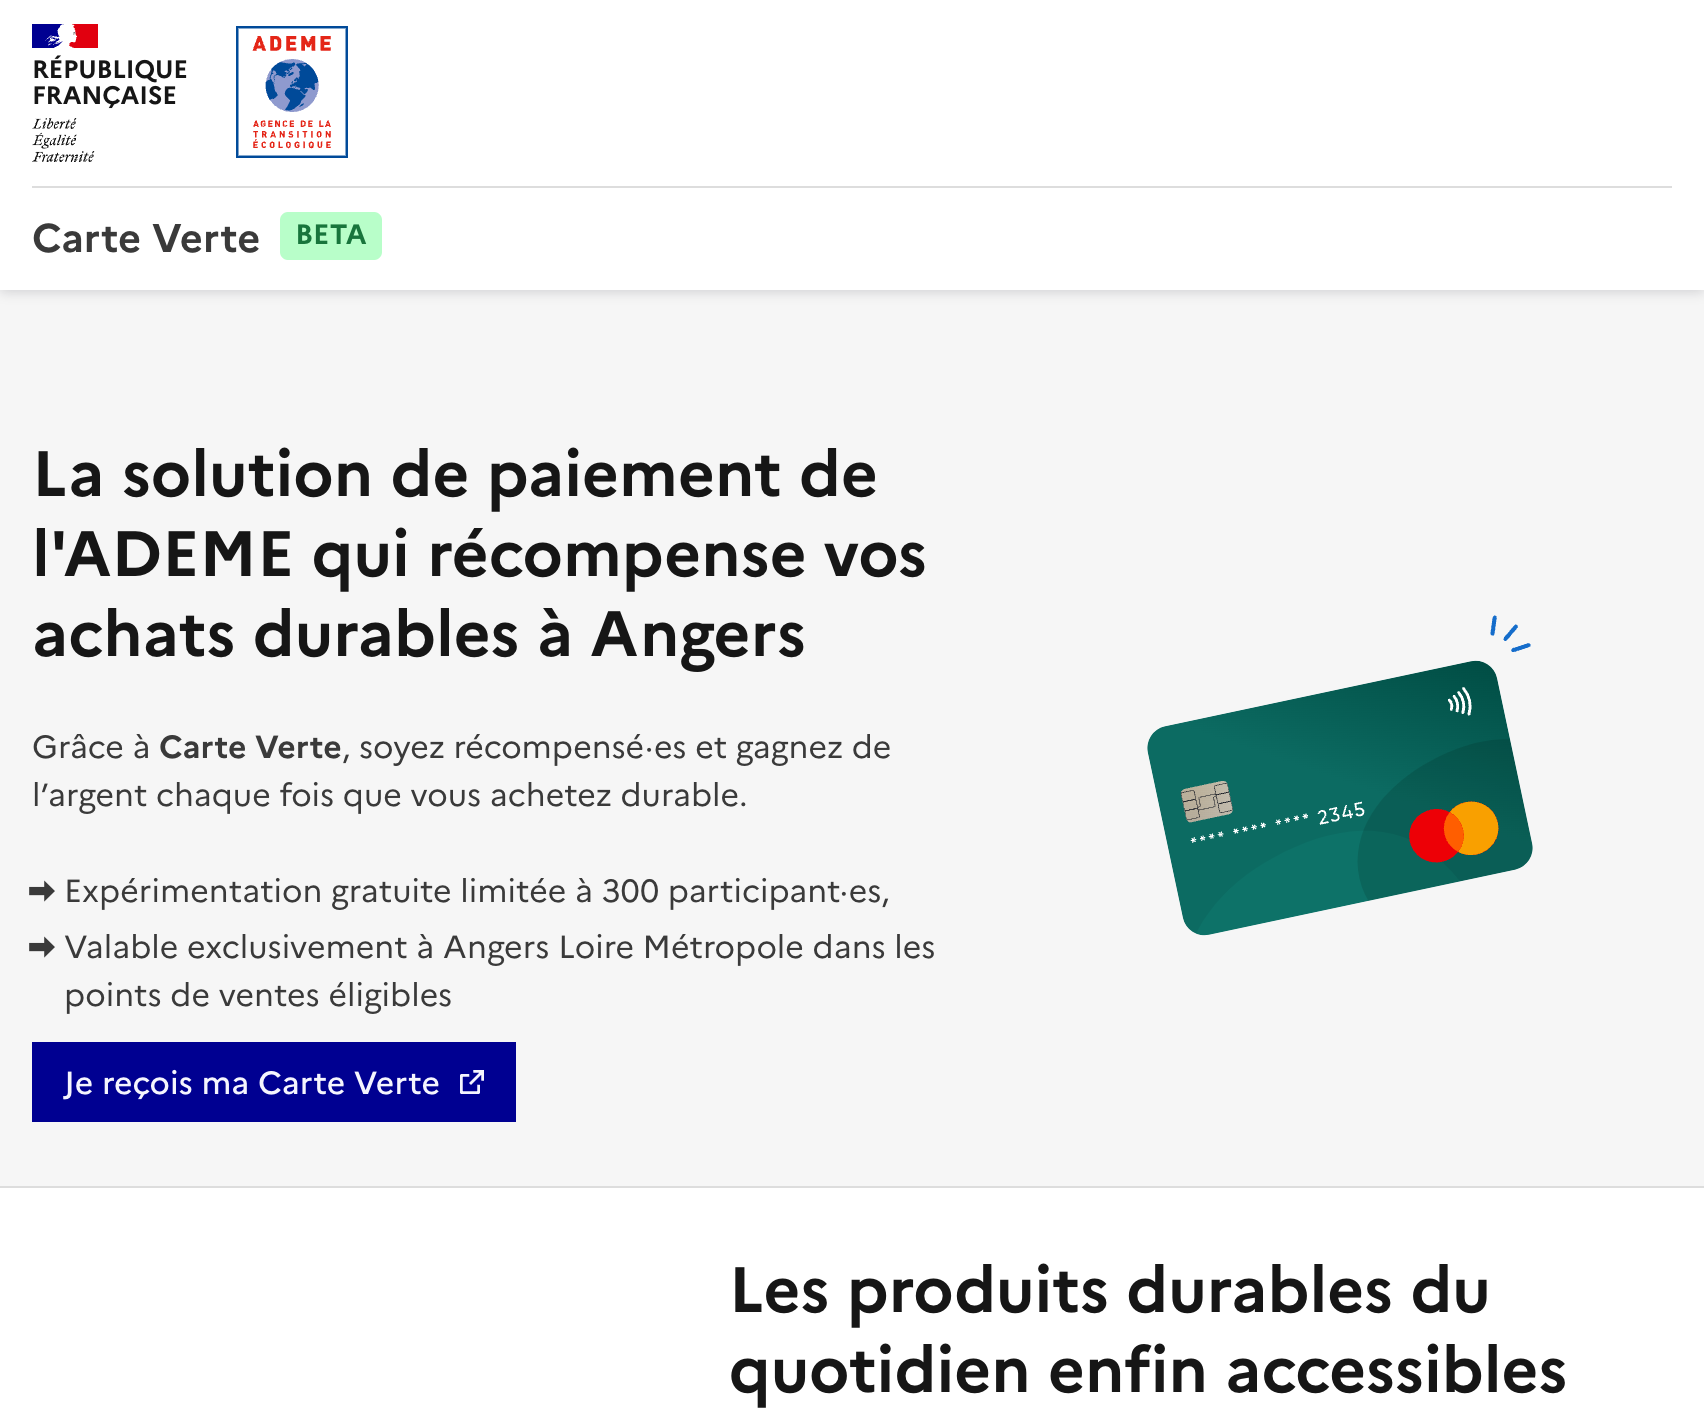 RÉPUBLIQUE
FRANÇAISE
Liberté
Égalité
Fraternité
ADEME
AGENCE DE LA
TRANSITION
ÉCOLOGIQUE
Carte Verte BETA
La solution de paiement de
l'ADEME qui récompense vos
achats durables à Angers
Grâce à Carte Verte, soyez récompensé·es et gagnez de
l’argent chaque fois que vous achetez durable.
➡ Expérimentation gratuite limitée à 300 participant·es,
➡ Valable exclusivement à Angers Loire Métropole dans les
points de ventes éligibles
Je reçois ma Carte Verte
**** **** **** 2345
Les produits durables du
quotidien enfin accessibles